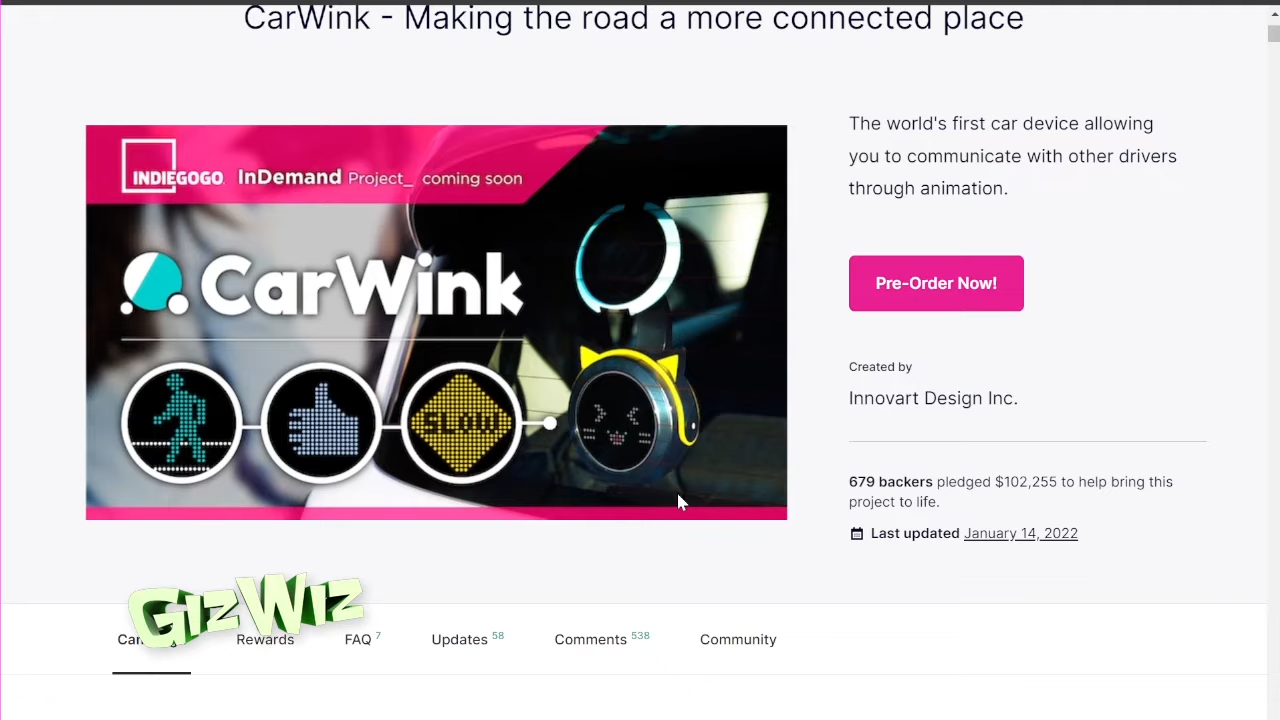 CarWink - Making the road a more connected place
INDIEGOGO. InDemand Project_ coming soon
CarWink
SLOW
The world's first car device allowing
you to communicate with other drivers
through animation.
Pre-Order Now!
Created by
Innovart Design Inc.
679 backers pledged $102,255 to help bring this
project to life.
Last updated January 14, 2022
GizWiz
Rewards
FAQ 7
Updates 58
Comments 538
Community